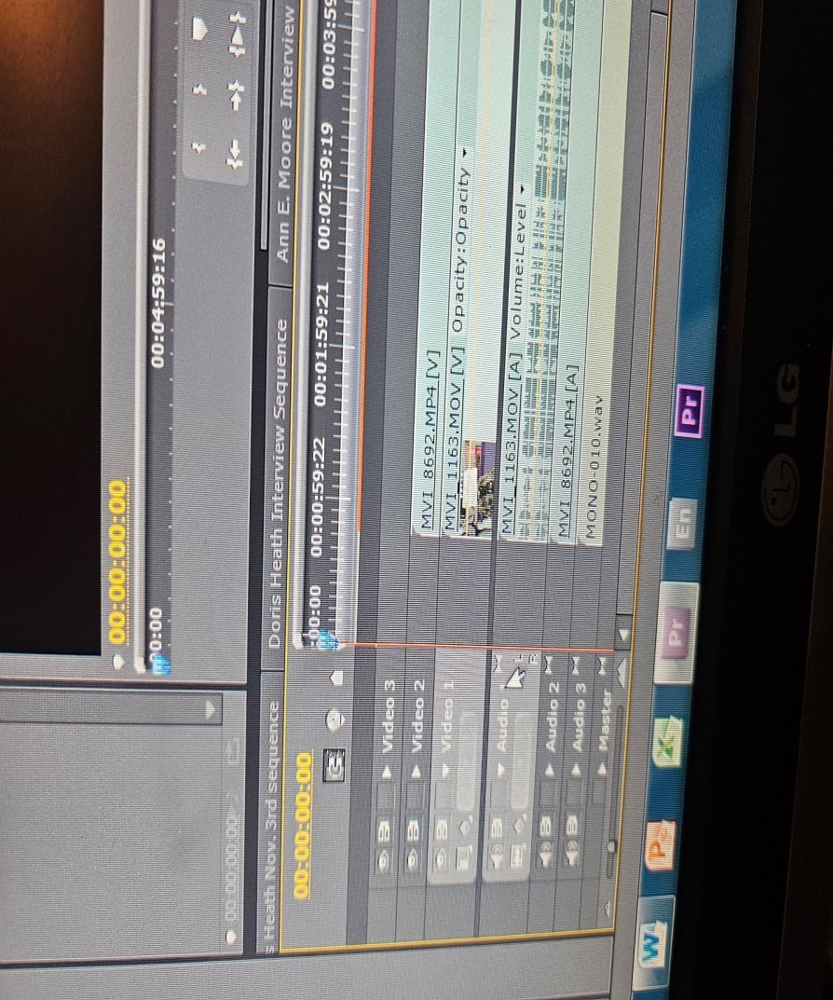 00:00:00:00
00:00
00:04:59:16
00:00:00:00
s Heath Nov. 3rd sequence
Doris Heath Interview Sequence
Ann E. Moore Interview
00:00:00:00
:00:00
00:00:59:22
00:01:59:21
00:02:59:19
00:03:59
Video 3
Video 2
MVI_8692.MP4 [V]
Video 1
MVI_1163.MOV [V] Opacity:Opacity
Audio
MVI_1163.MOV [A] Volume:Level
L
R
Audio 2
MVI_8692.MP4 [A]
Audio 3
MONO-010.wav
Master
W
P
X
Pr
En
Pr
LG